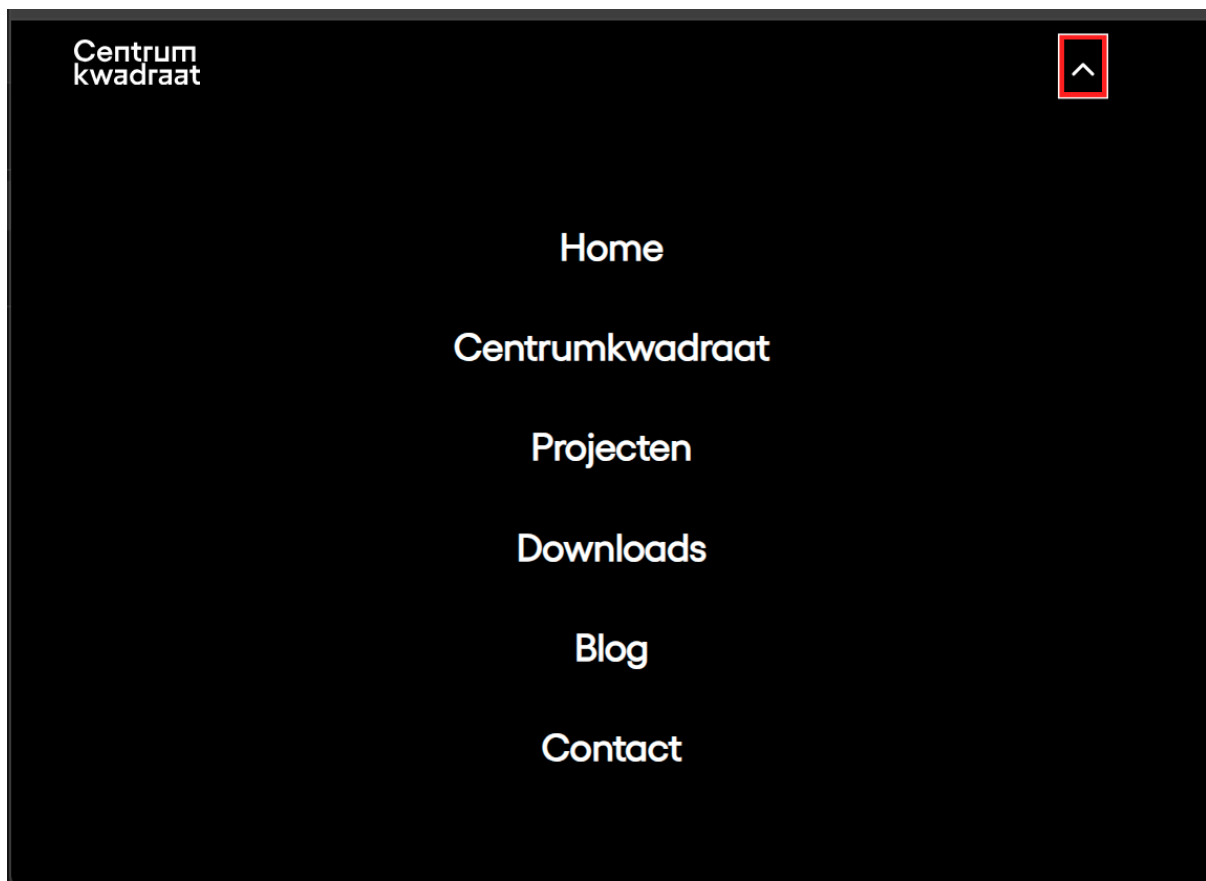 Centrum
kwadraat
Home
Centrumkwadraat
Projecten
Downloads
Blog
Contact